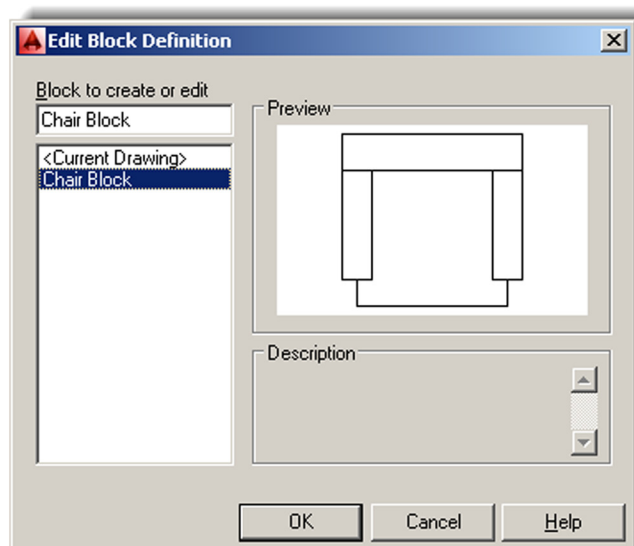 Edit Block Definition
Block to create or edit
Chair Block
<Current Drawing>
Chair Block
Preview
Description
OK
Cancel
Help